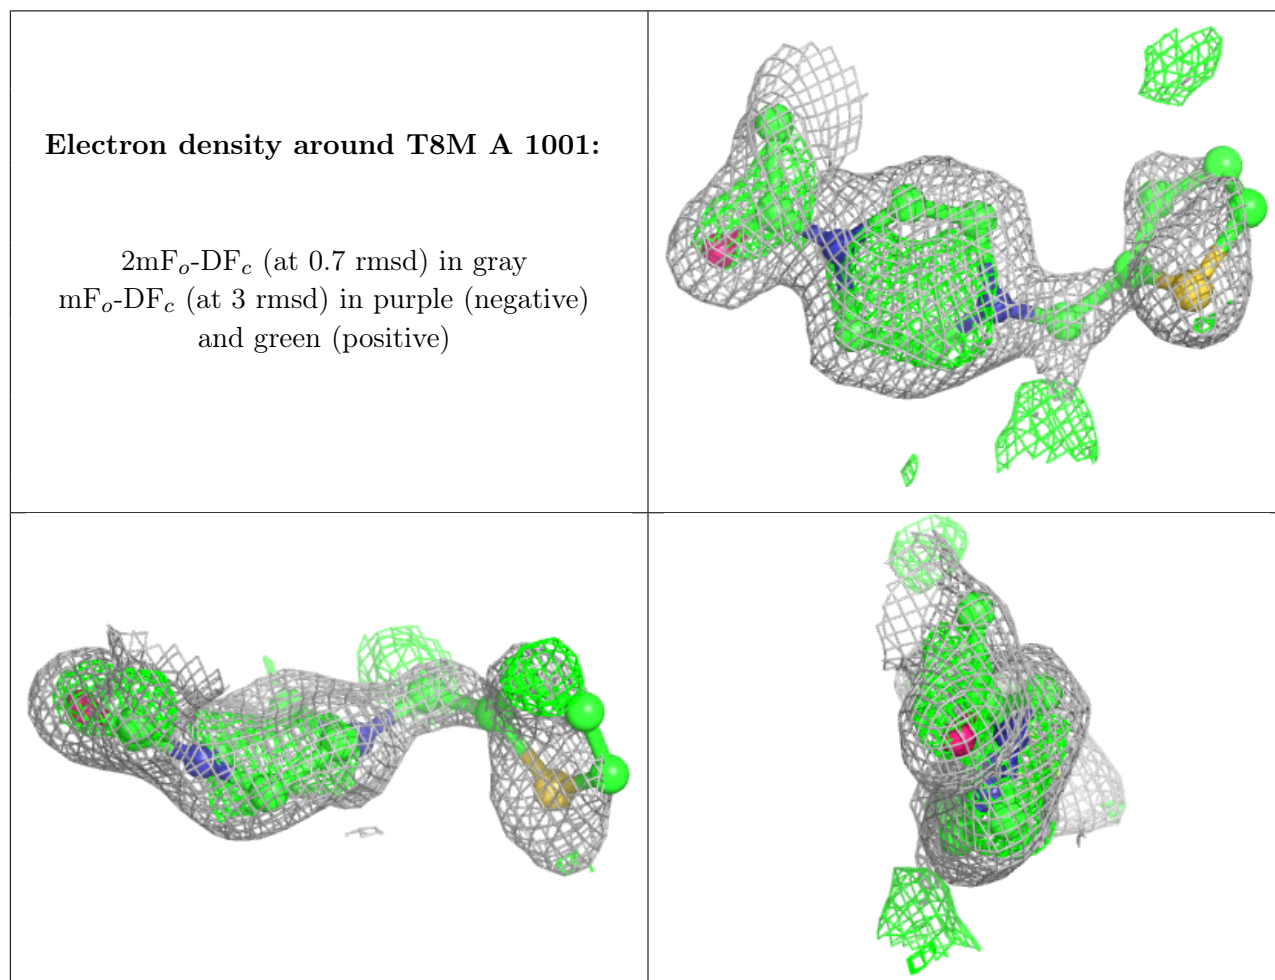 Electron density around T8M A 1001:
2mFo-DFc (at 0.7 rmsd) in gray
mFo-DFc (at 3 rmsd) in purple (negative)
and green (positive)